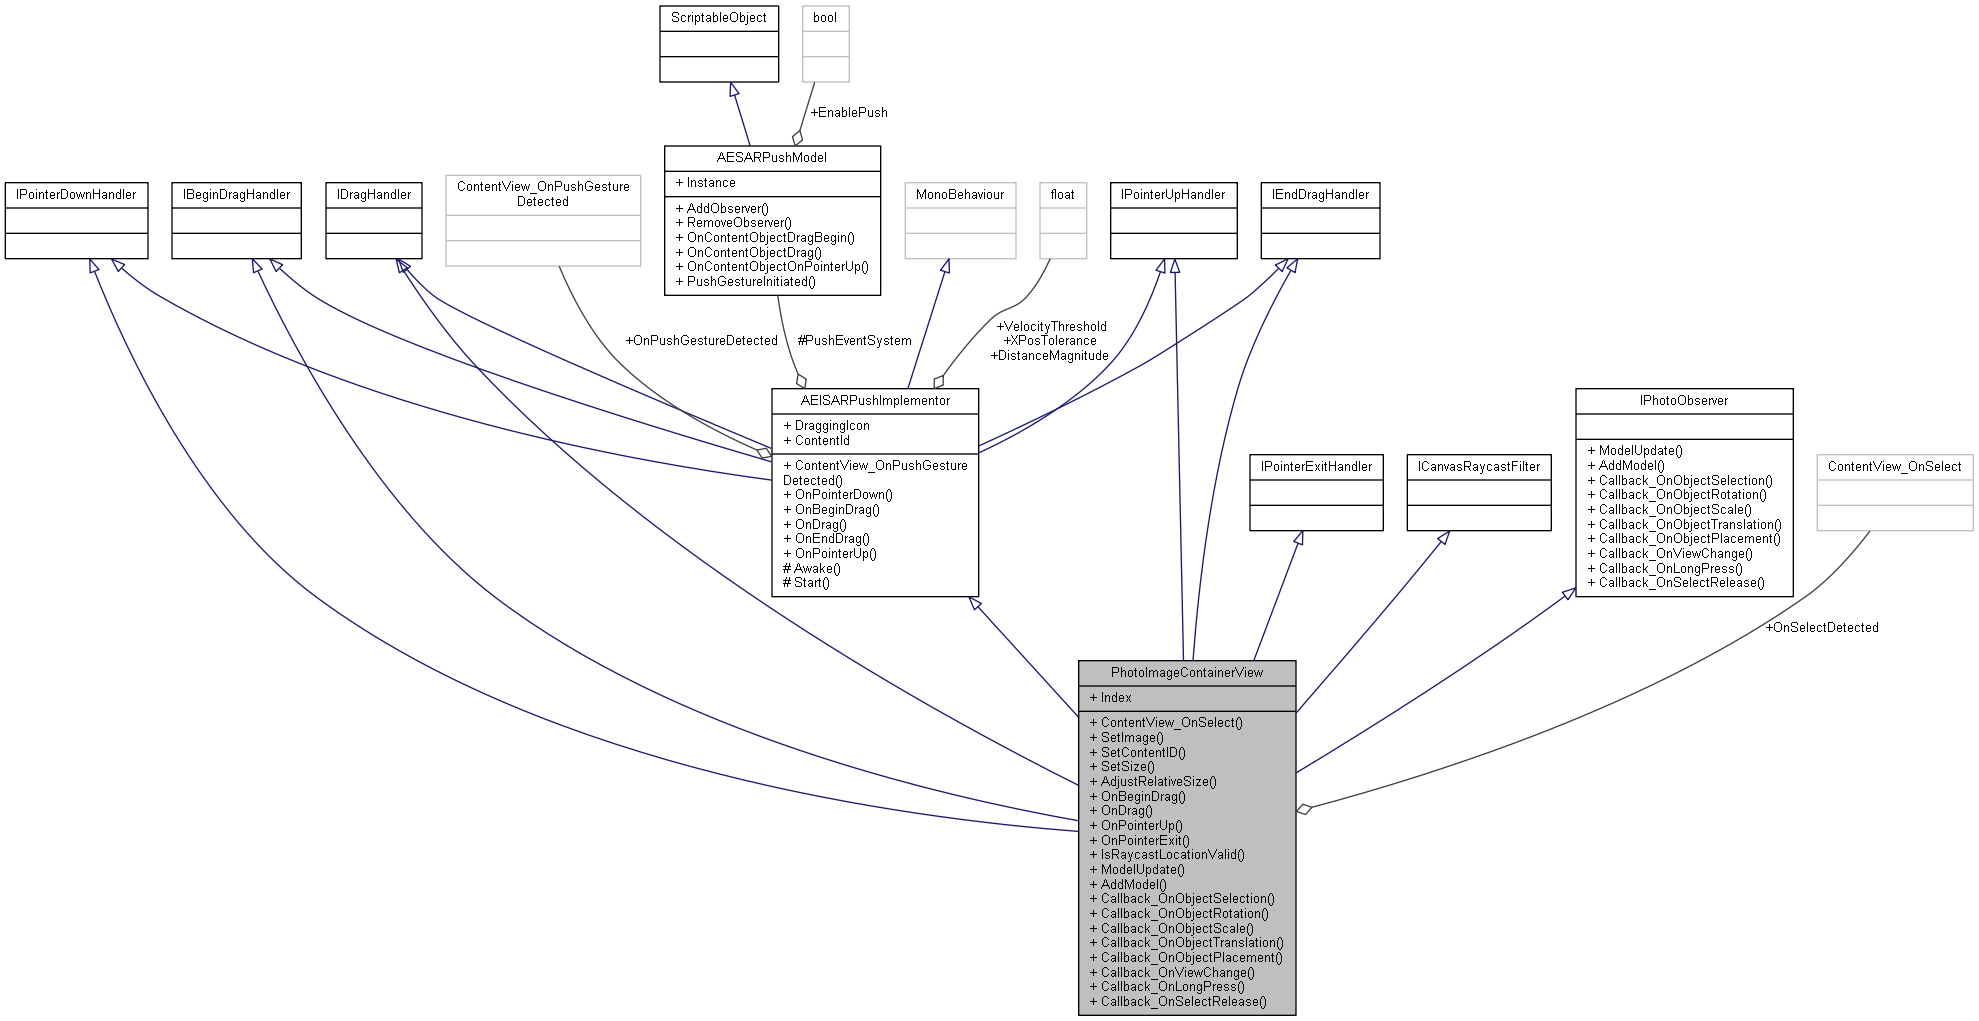 ScriptableObject
bool
+EnablePush
AESARPushModel
+ Instance
+ AddObserver()
+ RemoveObserver()
+ OnContentObjectDragBegin()
+ OnContentObjectDrag()
+ OnContentObjectOnPointerUp()
+ PushGestureInitiated()
IPointerDownHandler
IBeginDragHandler
IDragHandler
ContentView_OnPushGesture
Detected
MonoBehaviour
float
IPointerUpHandler
IEndDragHandler
+OnPushGestureDetected
#PushEventSystem
+VelocityThreshold
+XPosTolerance
+DistanceMagnitude
AEISARPushImplementor
+ DraggingIcon
+ ContentId
+ ContentView_OnPushGesture
Detected()
+ OnPointerDown()
+ OnBeginDrag()
+ OnDrag()
+ OnEndDrag()
+ OnPointerUp()
# Awake()
# Start()
IPointerExitHandler
ICanvasRaycastFilter
IPhotoObserver
+ ModelUpdate()
+ AddModel()
+ Callback_OnObjectSelection()
+ Callback_OnObjectRotation()
+ Callback_OnObjectScale()
+ Callback_OnObjectTranslation()
+ Callback_OnObjectPlacement()
+ Callback_OnViewChange()
+ Callback_OnLongPress()
+ Callback_OnSelectRelease()
ContentView_OnSelect
+OnSelectDetected
PhotoImageContainerView
+ Index
+ ContentView_OnSelect()
+ SetImage()
+ SetContentID()
+ SetSize()
+ AdjustRelativeSize()
+ OnBeginDrag()
+ OnDrag()
+ OnPointerUp()
+ OnPointerExit()
+ IsRaycastLocationValid()
+ ModelUpdate()
+ AddModel()
+ Callback_OnObjectSelection()
+ Callback_OnObjectRotation()
+ Callback_OnObjectScale()
+ Callback_OnObjectTranslation()
+ Callback_OnObjectPlacement()
+ Callback_OnViewChange()
+ Callback_OnLongPress()
+ Callback_OnSelectRelease()